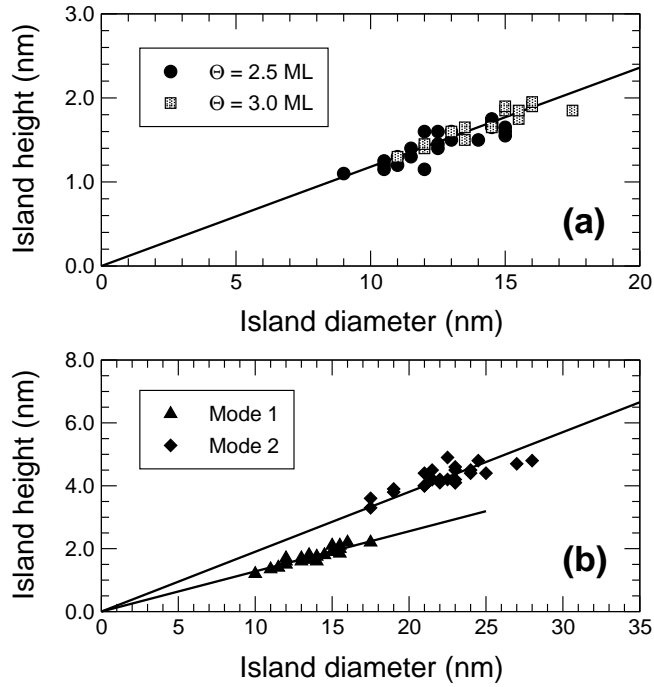 3.0
2.0
1.0
0.0
Island height (nm)
Θ = 2.5 ML
Θ = 3.0 ML
(a)
0 5 10 15 20
Island diameter (nm)
8.0
6.0
4.0
2.0
0.0
Island height (nm)
Mode 1
Mode 2
(b)
0 5 10 15 20 25 30 35
Island diameter (nm)